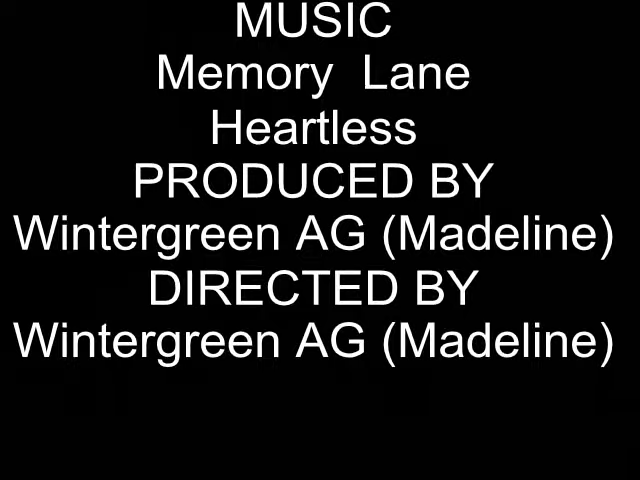 MUSIC
Memory  Lane
Heartless
PRODUCED BY
Wintergreen AG (Madeline)
DIRECTED BY
Wintergreen AG (Madeline)